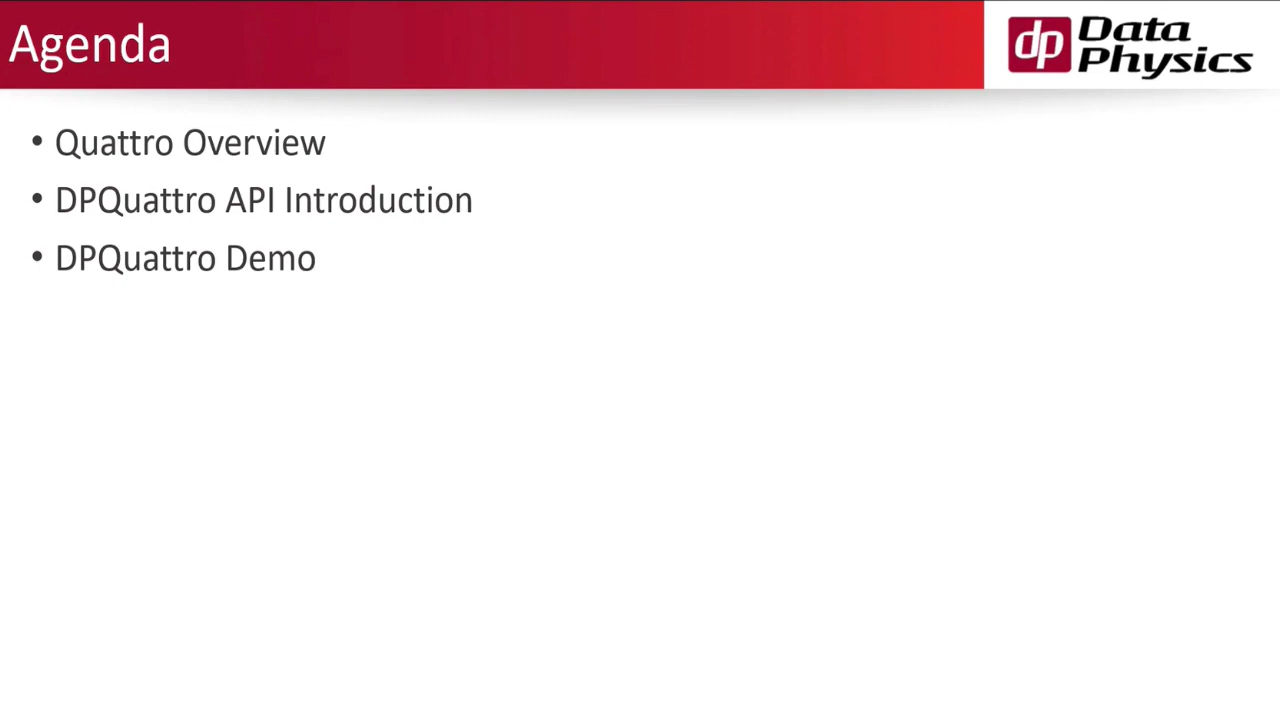 Agenda
dp Data
Physics
• Quattro Overview
• DPQuattro API Introduction
• DPQuattro Demo